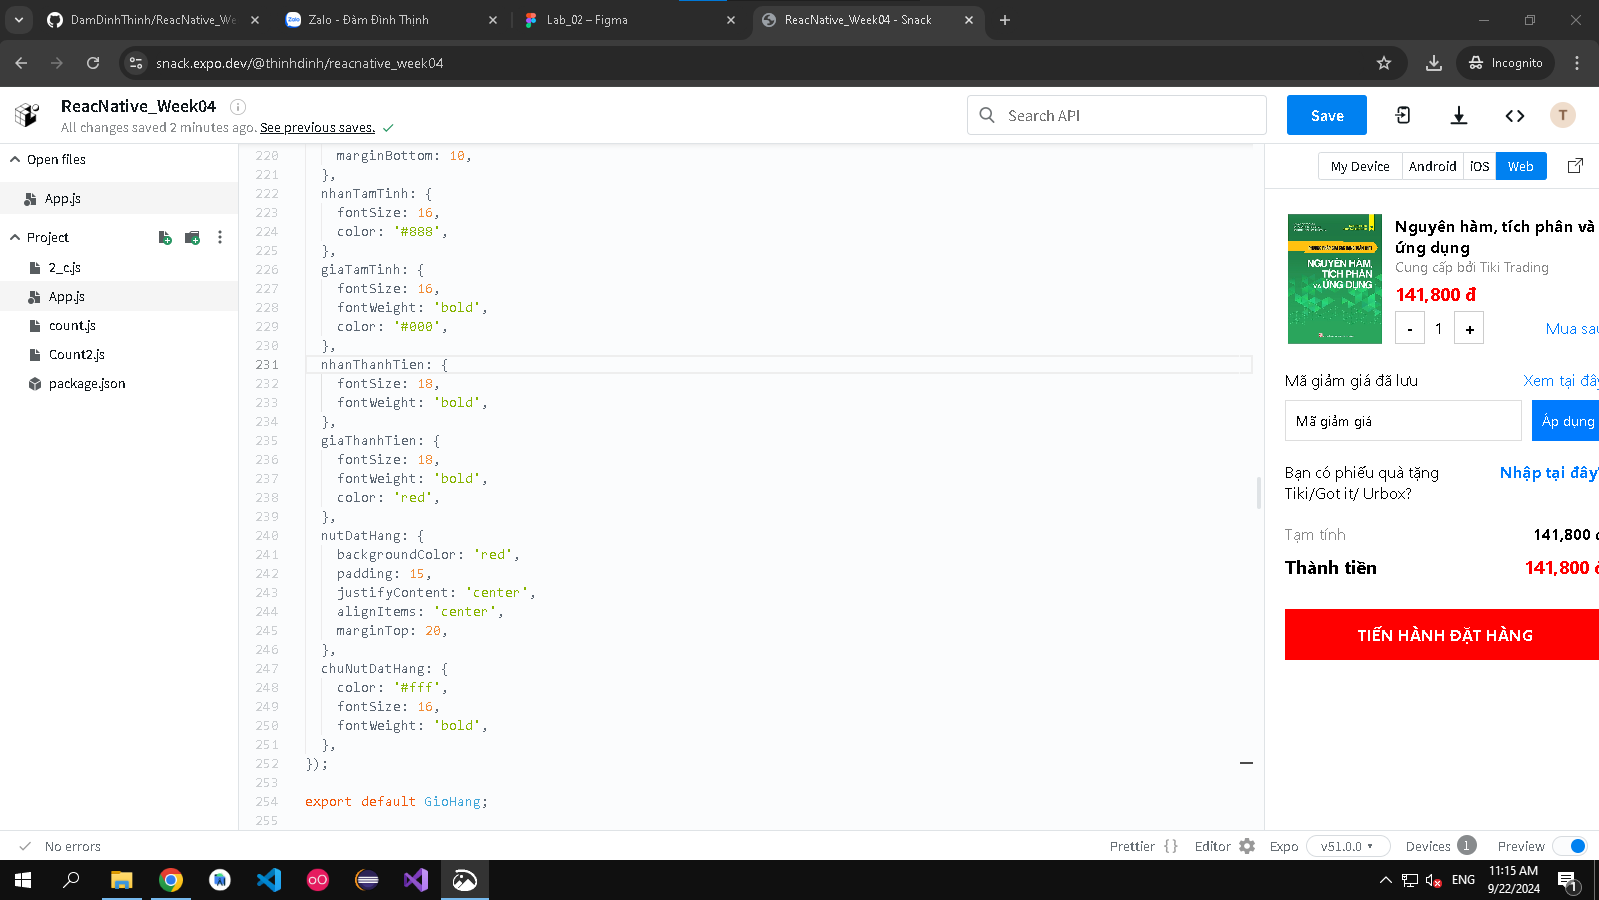 DamDinhThinh/ReacNative_We
Zalo - Đàm Đình Thịnh
Lab_02 – Figma
ReacNative_Week04 - Snack
snack.expo.dev/@thinhdinh/reacnative_week04
Incognito
ReacNative_Week04
All changes saved 2 minutes ago. See previous saves.
Search API
Save
T
Open files
App.js
Project
2_c.js
App.js
count.js
Count2.js
package.json
220 marginBottom: 10,
221 },
222 nhanTamTinh: {
223 fontSize: 16,
224 color: '#888',
225 },
226 giaTamTinh: {
227 fontSize: 16,
228 fontWeight: 'bold',
229 color: '#000',
230 },
231 nhanThanhTien: {
232 fontSize: 18,
233 fontWeight: 'bold',
234 },
235 giaThanhTien: {
236 fontSize: 18,
237 fontWeight: 'bold',
238 color: 'red',
239 },
240 nutDatHang: {
241 backgroundColor: 'red',
242 padding: 15,
243 justifyContent: 'center',
244 alignItems: 'center',
245 marginTop: 20,
246 },
247 chuNutDatHang: {
248 color: '#fff',
249 fontSize: 16,
250 fontWeight: 'bold',
251 },
252 });
253
254 export default GioHang;
255
My Device Android iOS Web
NGUYÊN HÀM,
TÍCH PHÂN
VÀ ỨNG DỤNG
Nguyên hàm, tích phân và
ứng dụng
Cung cấp bởi Tiki Trading
141,800 đ
- 1 + Mua sau
Mã giảm giá đã lưu Xem tại đây
Mã giảm giá Áp dụng
Bạn có phiếu quà tặng Nhập tại đây?
Tiki/Got it/ Urbox?
Tạm tính 141,800 đ
Thành tiền 141,800 đ
TIẾN HÀNH ĐẶT HÀNG
No errors
Prettier {} Editor Expo v51.0.0 Devices 1 Preview
ENG
11:15 AM
9/22/2024
1